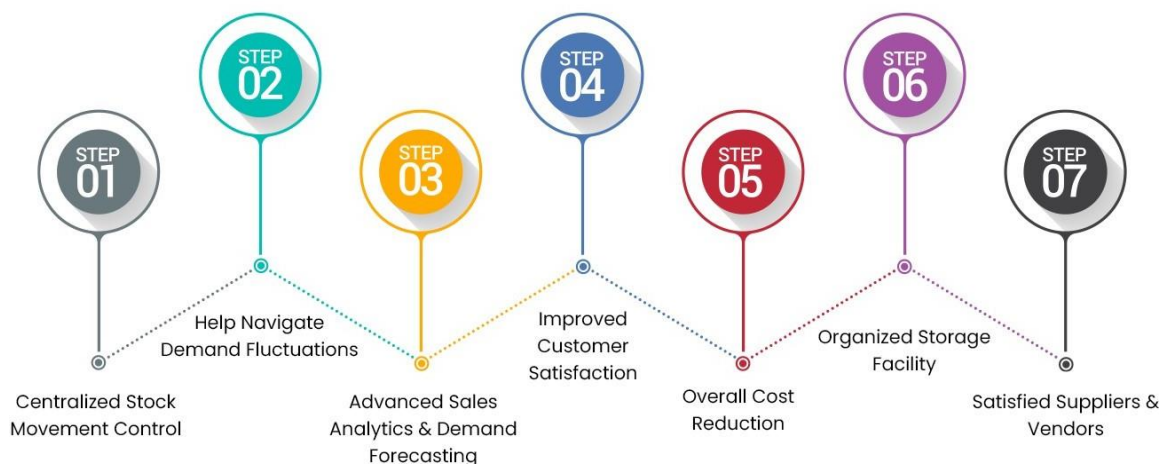 STEP
01
Centralized Stock
Movement Control
STEP
02
Help Navigate
Demand Fluctuations
STEP
03
Advanced Sales
Analytics & Demand
Forecasting
STEP
04
Improved
Customer
Satisfaction
STEP
05
Overall Cost
Reduction
STEP
06
Organized Storage
Facility
STEP
07
Satisfied Suppliers &
Vendors